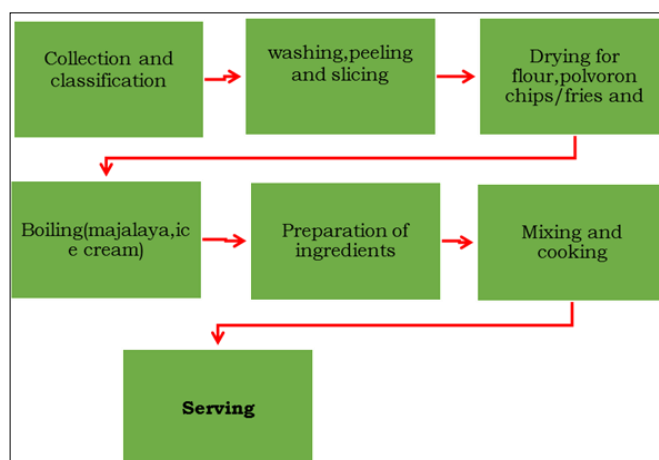 Collection and
classification
washing,peeling
and slicing
Drying for
flour,polvoron
chips/fries and
Boiling(majalaya,ic
e cream)
Preparation of
ingredients
Mixing and
cooking
Serving